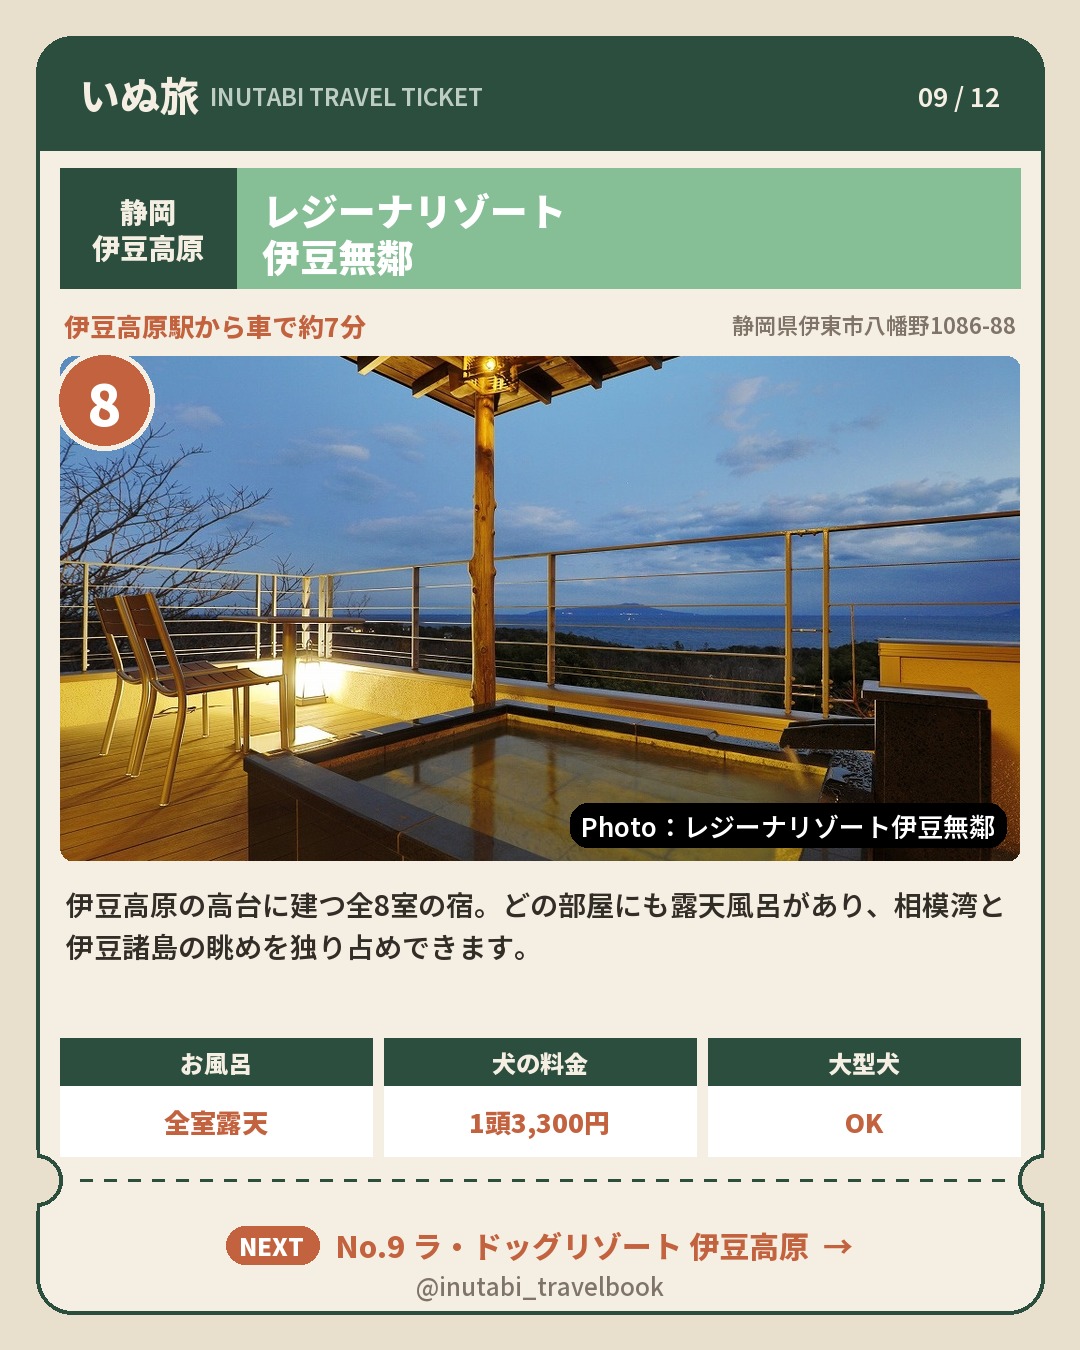 いぬ旅 INUTABI TRAVEL TICKET 09 / 12
静岡
伊豆高原
レジーナリゾート
伊豆無鄰
伊豆高原駅から車で約7分
静岡県伊東市八幡野1086-88
8
Photo：レジーナリゾート伊豆無鄰
伊豆高原の高台に建つ全8室の宿。どの部屋にも露天風呂があり、相模湾と
伊豆諸島の眺めを独り占めできます。
お風呂 犬の料金 大型犬
全室露天 1頭3,300円 OK
NEXT No.9 ラ・ドッグリゾート 伊豆高原 →
@inutabi_travelbook